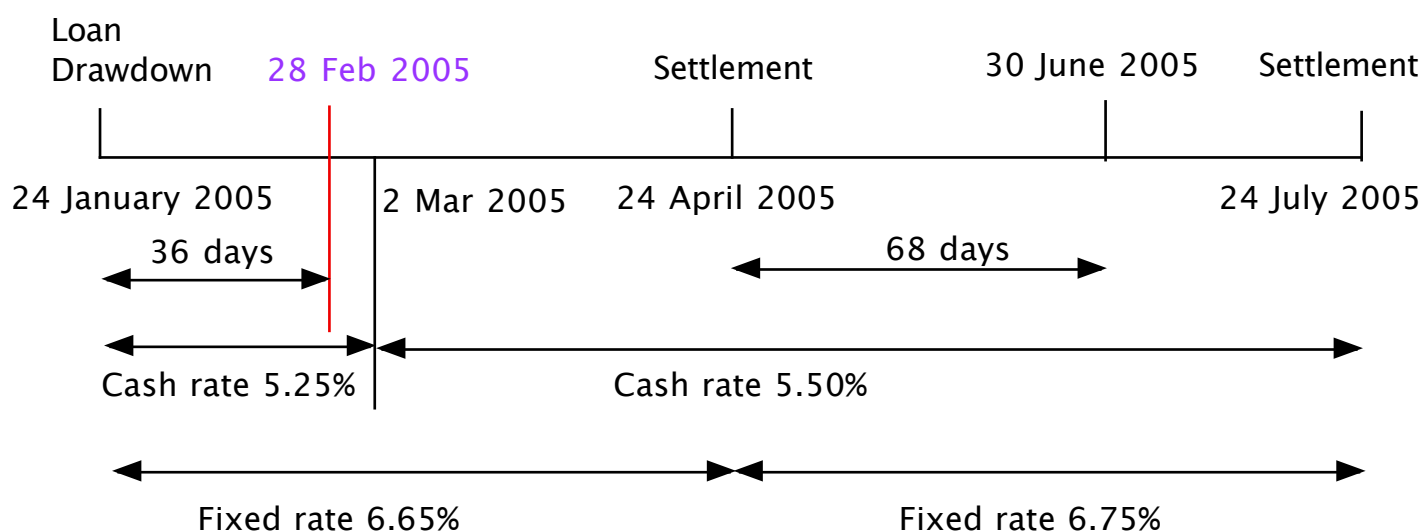 Loan
Drawdown
28 Feb 2005
Settlement
30 June 2005
Settlement
24 January 2005
2 Mar 2005
24 April 2005
24 July 2005
36 days
68 days
Cash rate 5.25%
Cash rate 5.50%
Fixed rate 6.65%
Fixed rate 6.75%